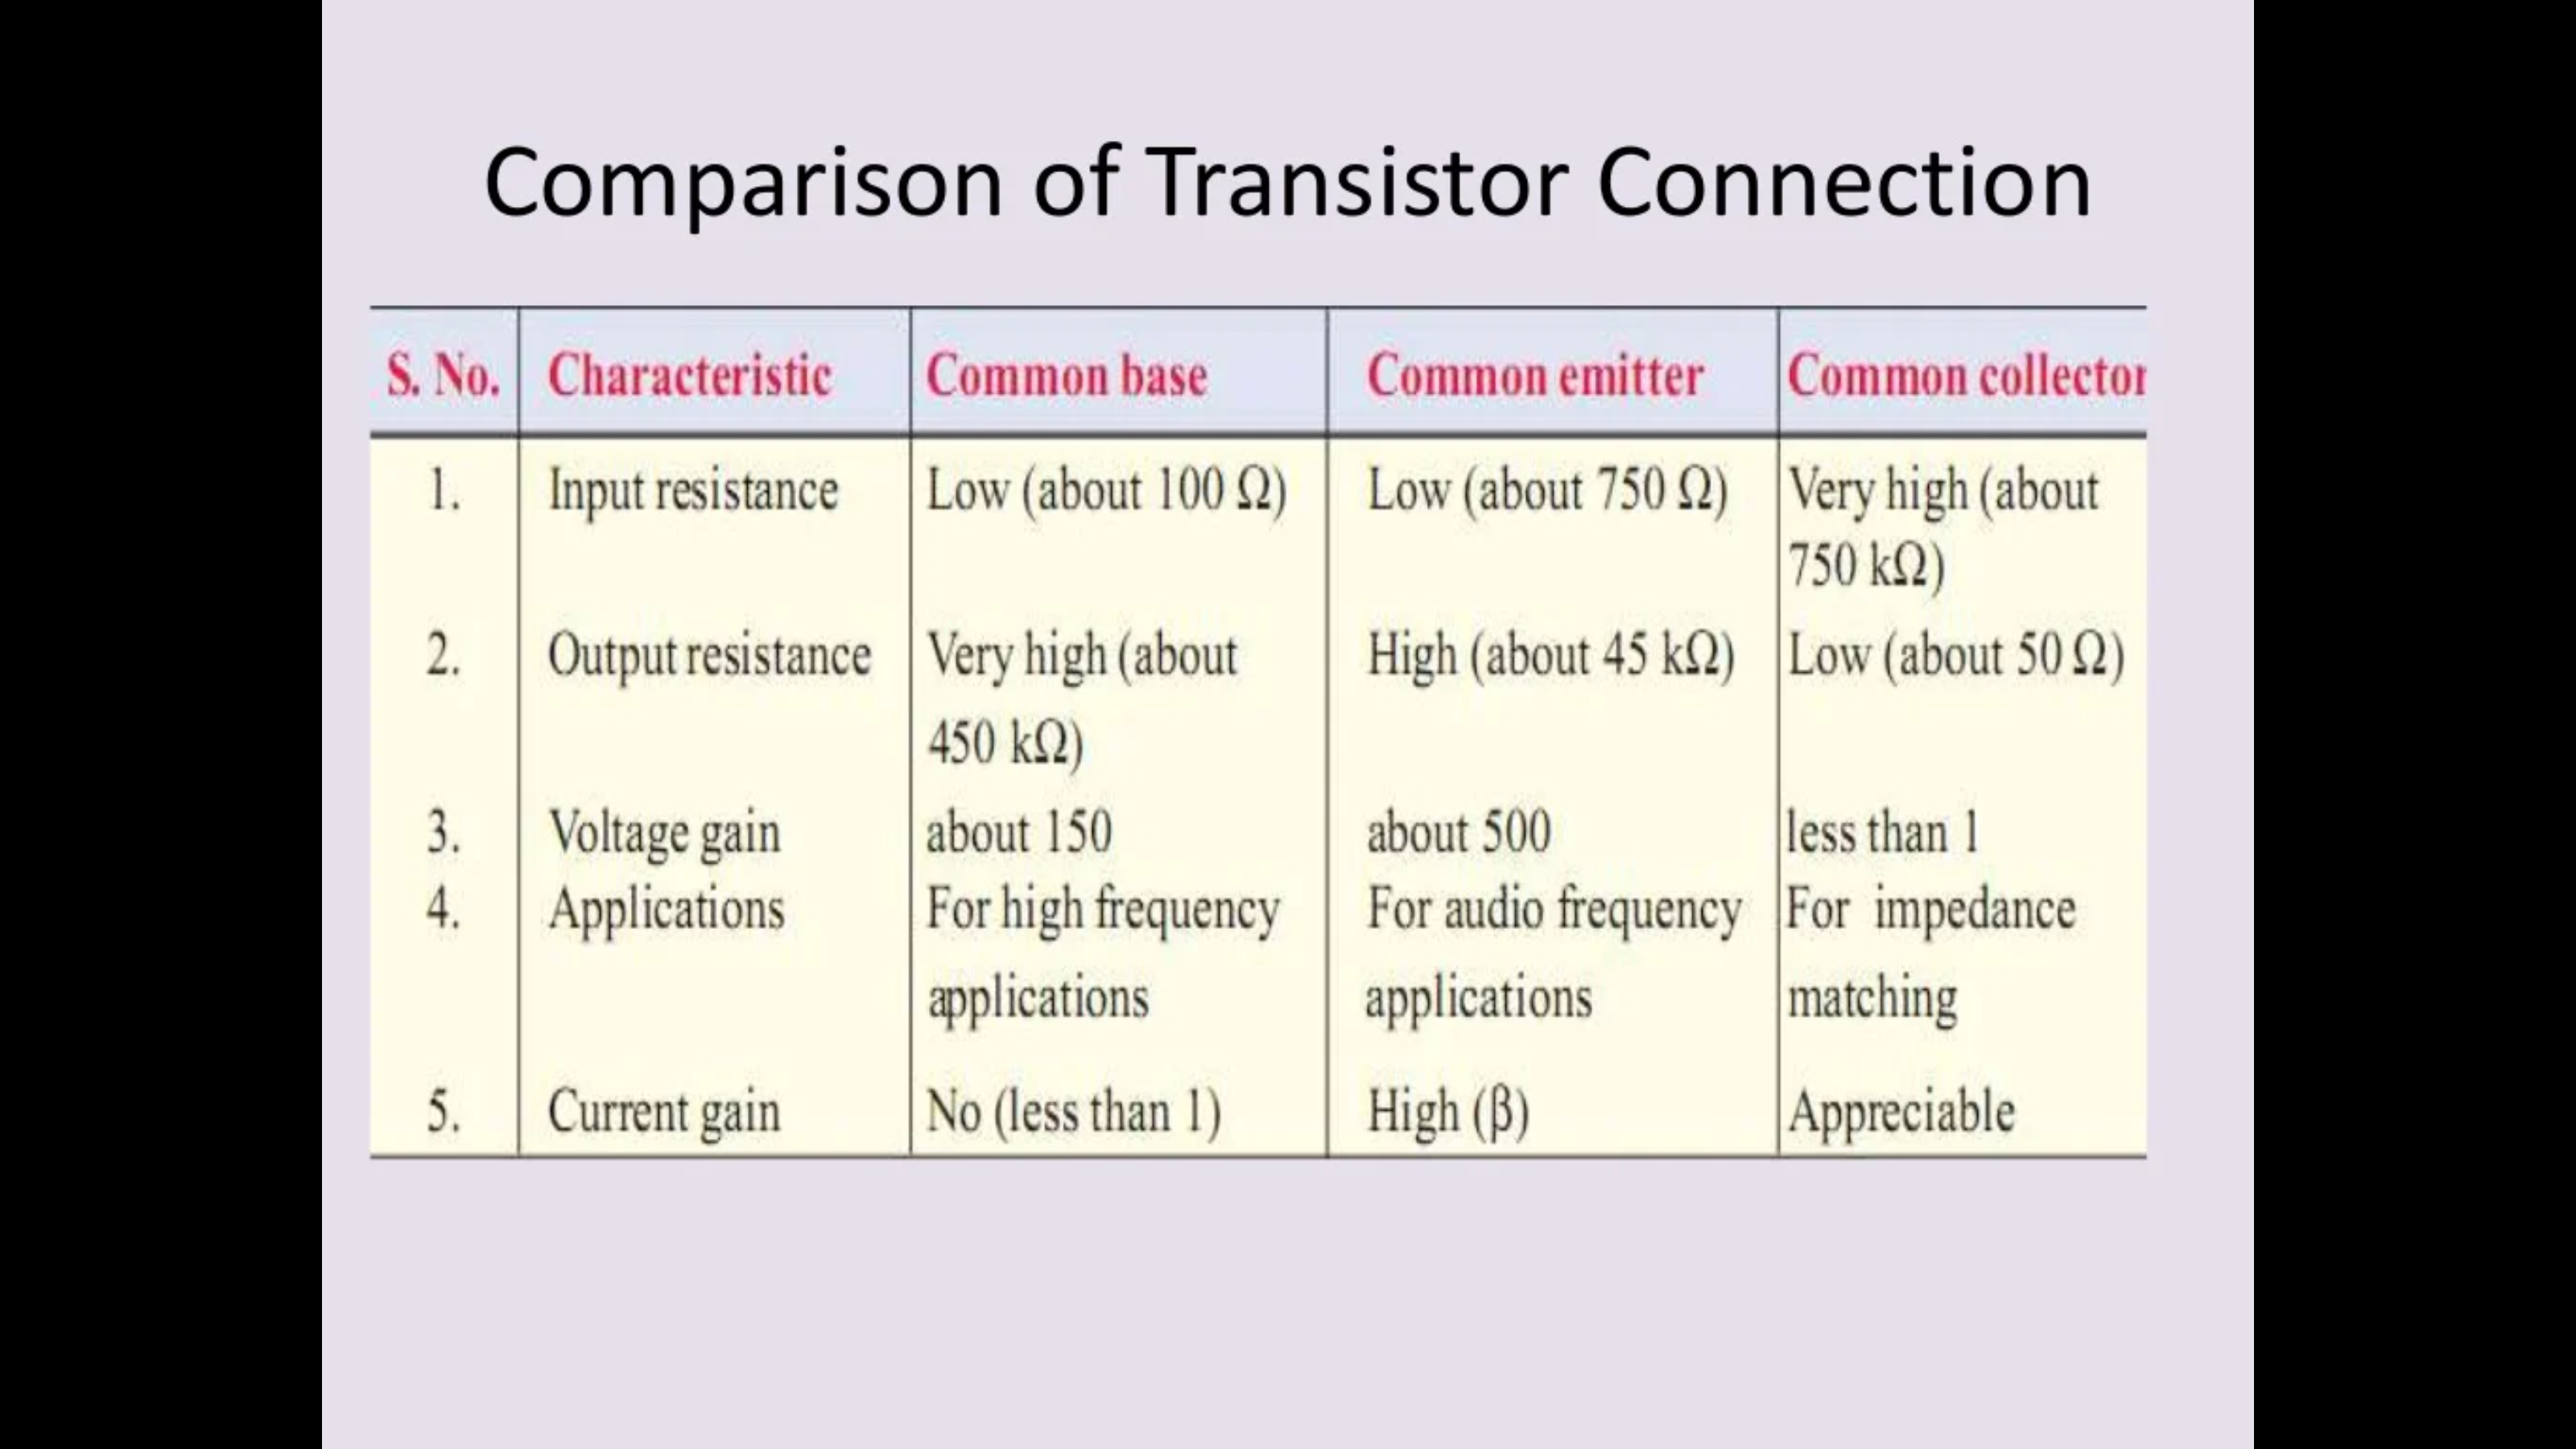 Comparison of Transistor Connection
S. No. Characteristic Common base Common emitter Common collector
1. Input resistance Low (about 100 Ω) Low (about 750 Ω) Very high (about
750 kΩ)
2. Output resistance Very high (about High (about 45 kΩ) Low (about 50 Ω)
450 kΩ)
3. Voltage gain about 150 about 500 less than 1
4. Applications For high frequency For audio frequency For impedance
applications applications matching
5. Current gain No (less than 1) High (β) Appreciable